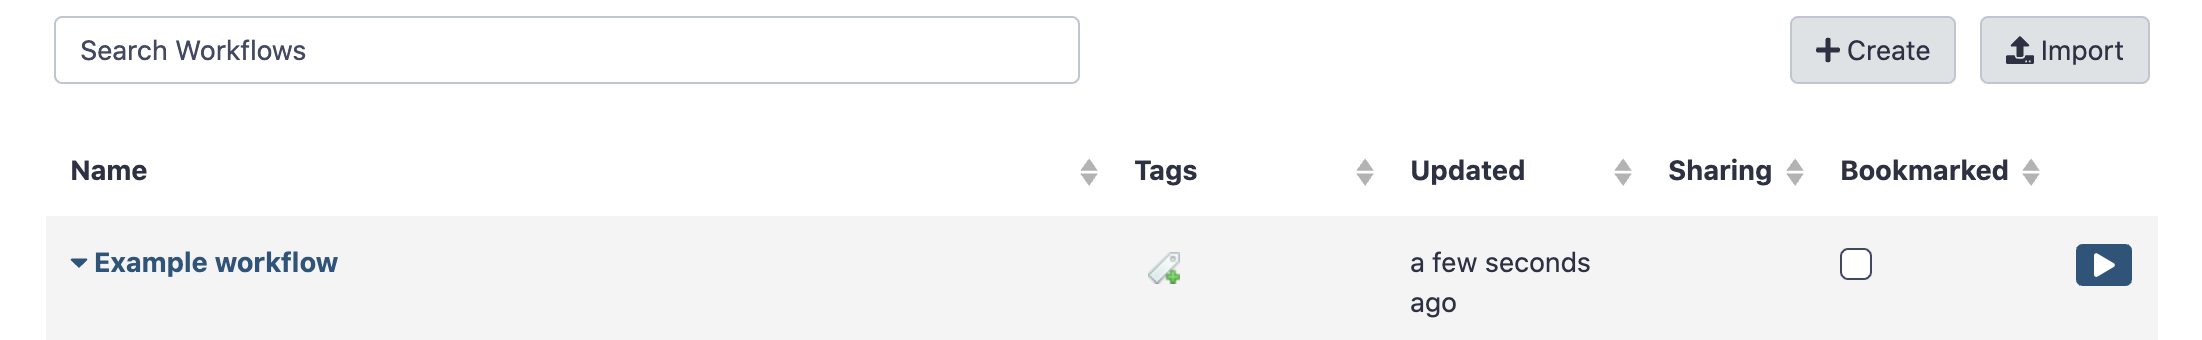 Search Workflows
Create
Import
Name
Tags
Updated
Sharing
Bookmarked
Example workflow
a few seconds
ago